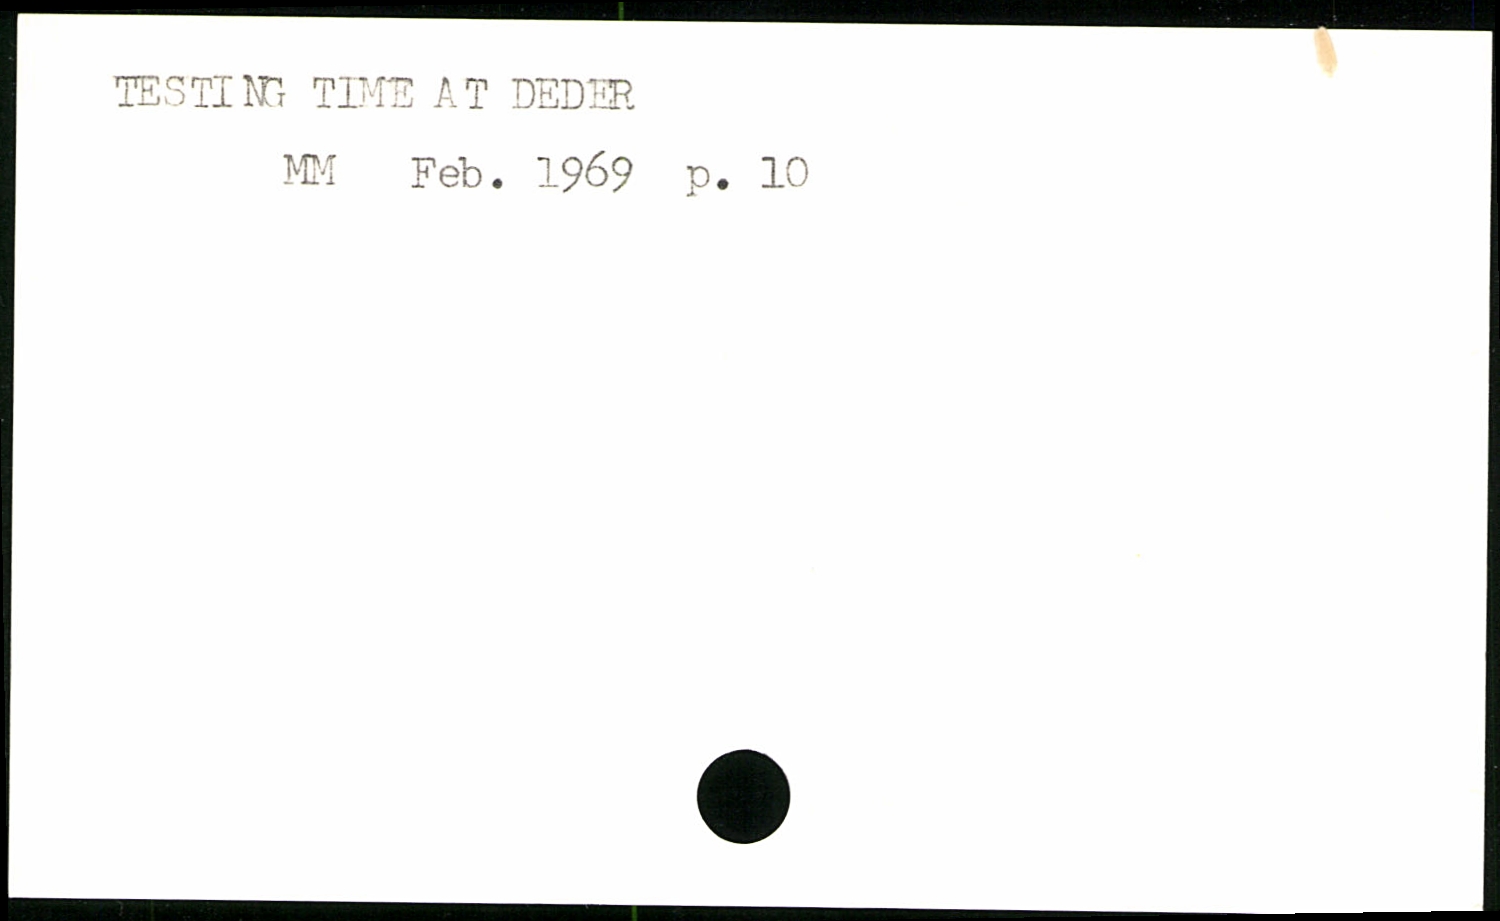 TESTING TIME AT DEDER
MM Feb. 1969 p. 10